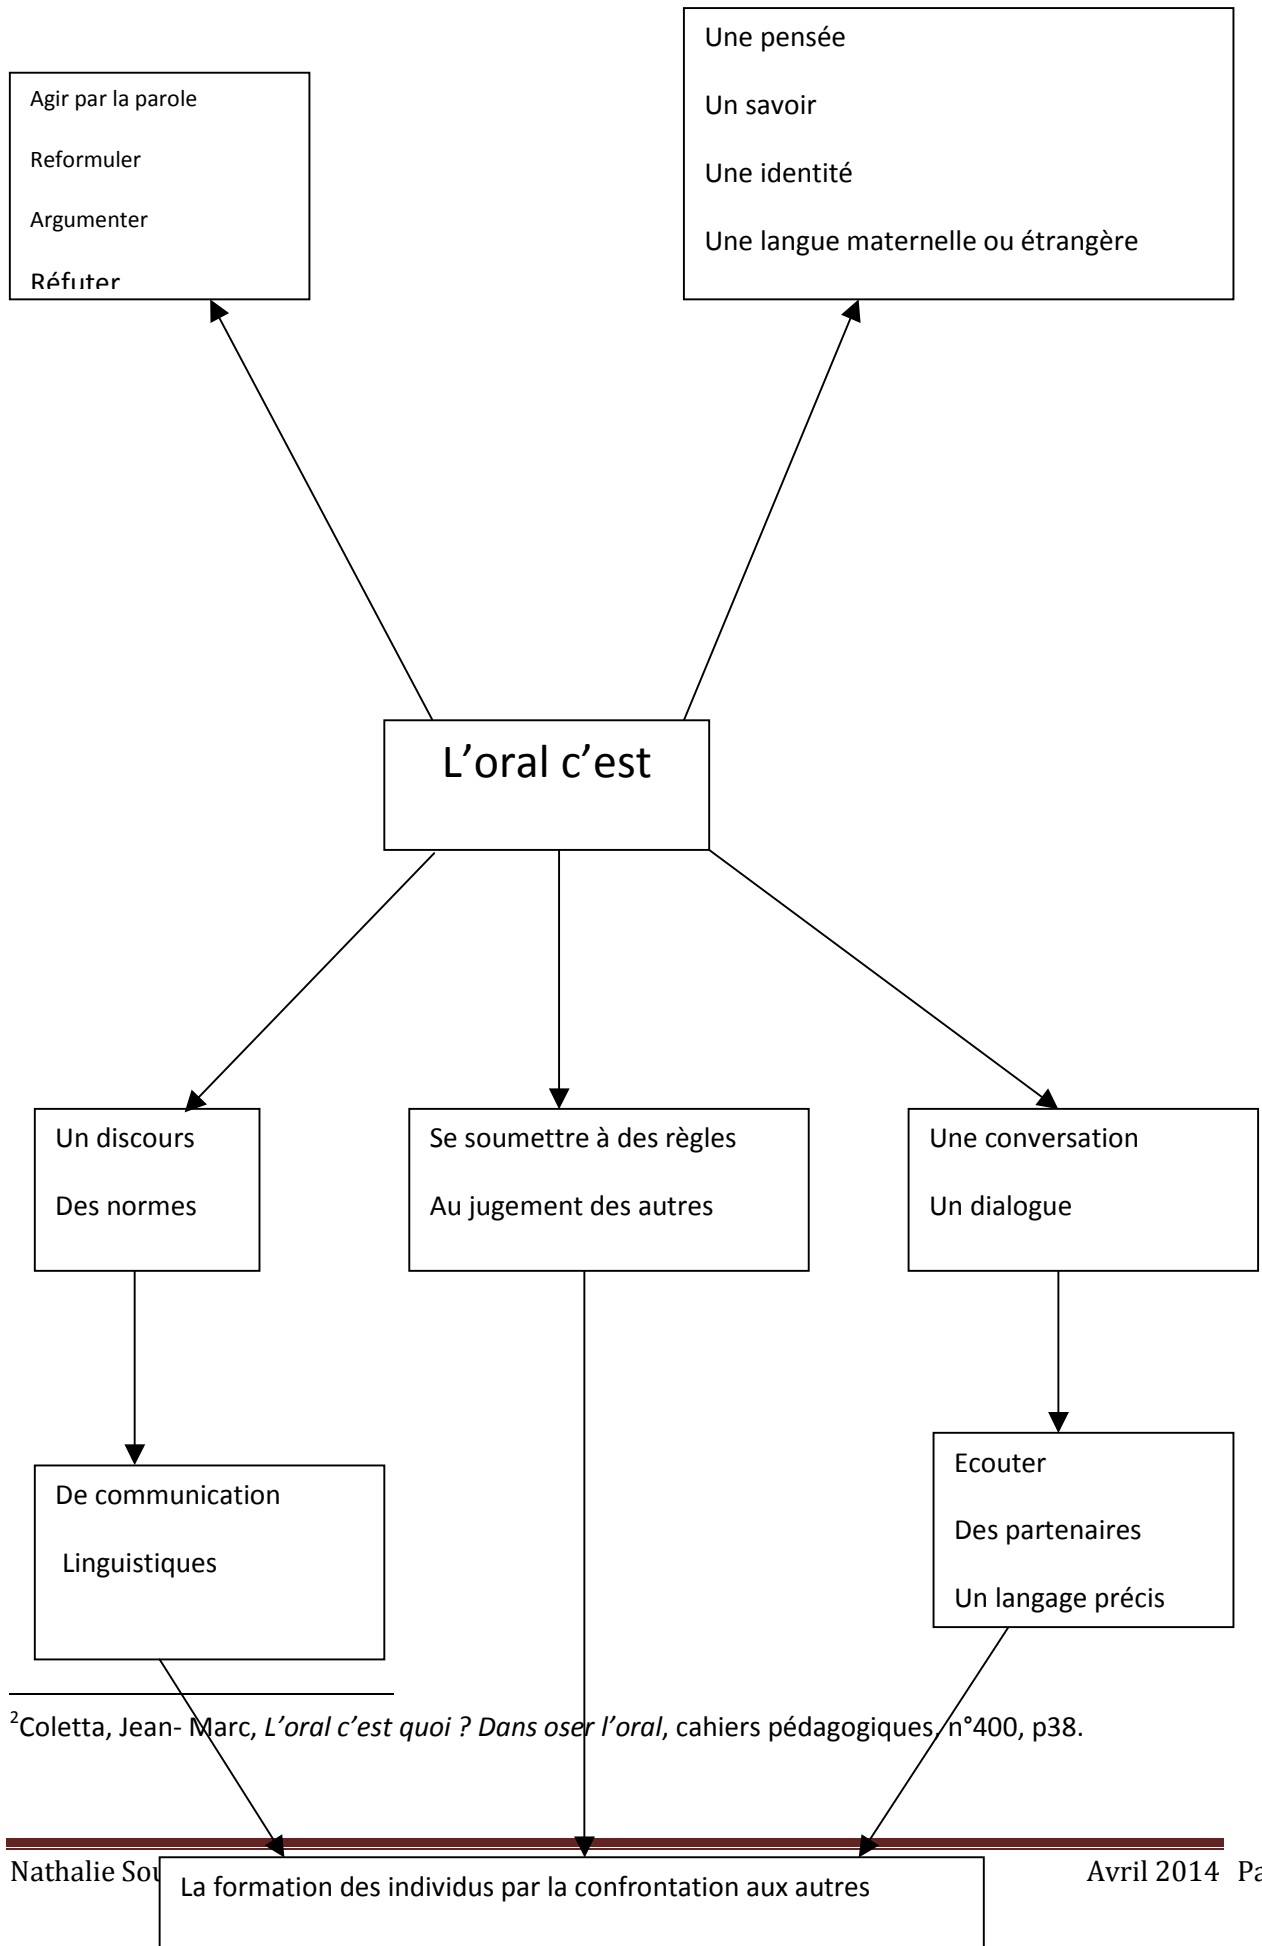 Une pensée
Un savoir
Une identité
Une langue maternelle ou étrangère
Agir par la parole
Reformuler
Argumenter
Réfuter
L’oral c’est
Un discours
Des normes
Se soumettre à des règles
Au jugement des autres
Une conversation
Un dialogue
De communication
Linguistiques
Ecouter
Des partenaires
Un langage précis
²Coletta, Jean- Marc, L’oral c’est quoi ? Dans oser l’oral, cahiers pédagogiques, n°400, p38.
Nathalie
Avril 2014
La formation des individus par la confrontation aux autres